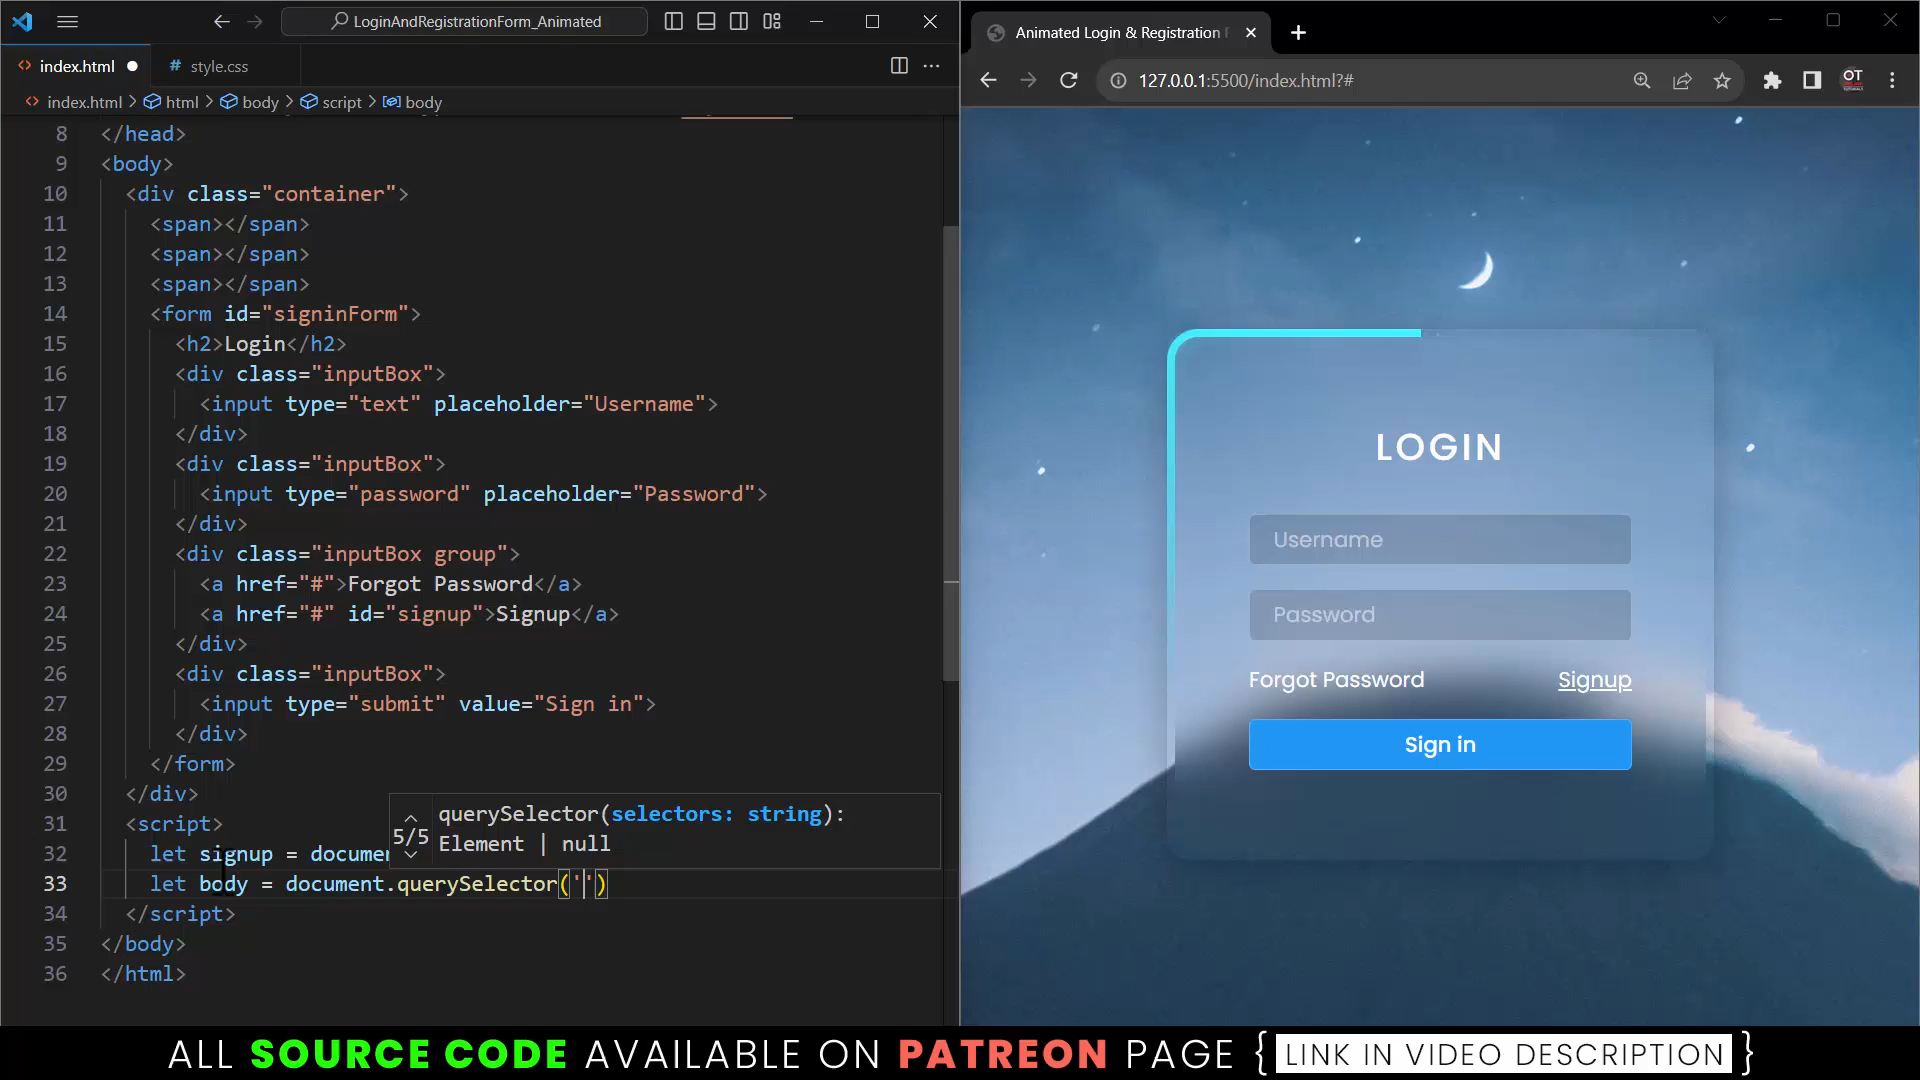 LoginAndRegistrationForm_Animated
index.html
# style.css
index.html > html > body > script > body
8 </head>
9 <body>
10 <div class="container">
11 <span></span>
12 <span></span>
13 <span></span>
14 <form id="signinForm">
15 <h2>Login</h2>
16 <div class="inputBox">
17 <input type="text" placeholder="Username">
18 </div>
19 <div class="inputBox">
20 <input type="password" placeholder="Password">
21 </div>
22 <div class="inputBox group">
23 <a href="#">Forgot Password</a>
24 <a href="#" id="signup">Signup</a>
25 </div>
26 <div class="inputBox">
27 <input type="submit" value="Sign in">
28 </div>
29 </form>
30 </div>
31 <script>
32 let signup = documen
33 let body = document.querySelector('')
34 </script>
35 </body>
36 </html>
5/5
querySelector(selectors: string):
Element | null
Animated Login & Registration
127.0.0.1:5500/index.html?#
OT
LOGIN
Username
Password
Forgot Password
Signup
Sign in
ALL SOURCE CODE AVAILABLE ON PATREON PAGE { LINK IN VIDEO DESCRIPTION }